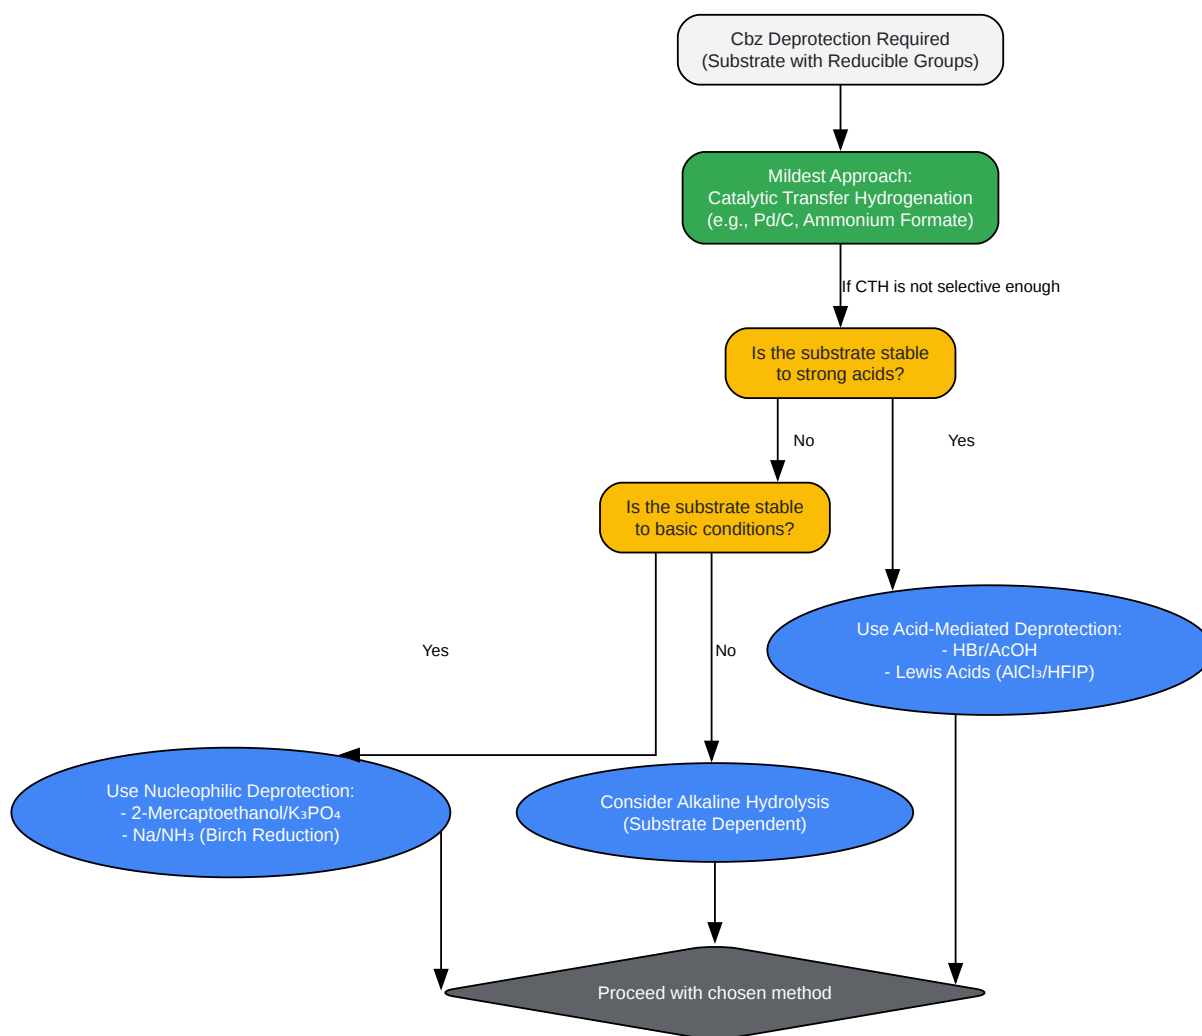 Cbz Deprotection Required
(Substrate with Reducible Groups)
Mildest Approach:
Catalytic Transfer Hydrogenation
(e.g., Pd/C, Ammonium Formate)
If CTH is not selective enough
Is the substrate stable
to strong acids?
No
Yes
Is the substrate stable
to basic conditions?
Yes
No
Use Acid-Mediated Deprotection:
- HBr/AcOH
- Lewis Acids (AlCl₃/HFIP)
Use Nucleophilic Deprotection:
- 2-Mercaptoethanol/K₃PO₄
- Na/NH₃ (Birch Reduction)
Consider Alkaline Hydrolysis
(Substrate Dependent)
Proceed with chosen method